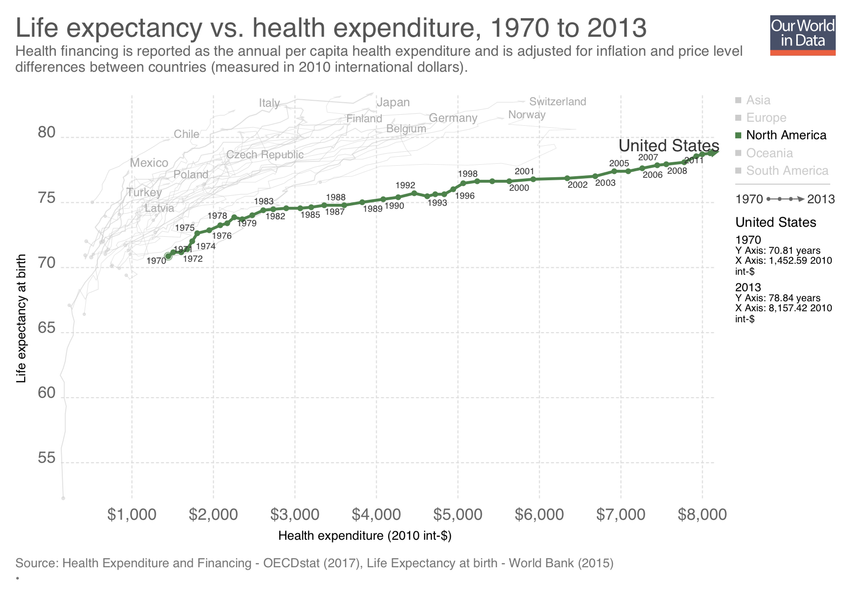 Life expectancy vs. health expenditure, 1970 to 2013
Our World
in Data
Health financing is reported as the annual per capita health expenditure and is adjusted for inflation and price level
differences between countries (measured in 2010 international dollars).
Italy
Japan
Switzerland
Finland
Germany
Norway
Belgium
Chile
Mexico
Czech Republic
Poland
Turkey
Latvia
United States
80
75
70
65
60
55
Life expectancy at birth
1970
1971
1972
1974
1975
1976
1978
1979
1982
1983
1985
1987
1988
1989
1990
1992
1993
1996
1998
2000
2001
2002
2003
2005
2006
2007
2008
2011
$1,000
$2,000
$3,000
$4,000
$5,000
$6,000
$7,000
$8,000
Health expenditure (2010 int-$)
Asia
Europe
North America
Oceania
South America
1970 2013
United States
1970
Y Axis: 70.81 years
X Axis: 1,452.59 2010
int-$
2013
Y Axis: 78.84 years
X Axis: 8,157.42 2010
int-$
Source: Health Expenditure and Financing - OECDstat (2017), Life Expectancy at birth - World Bank (2015)